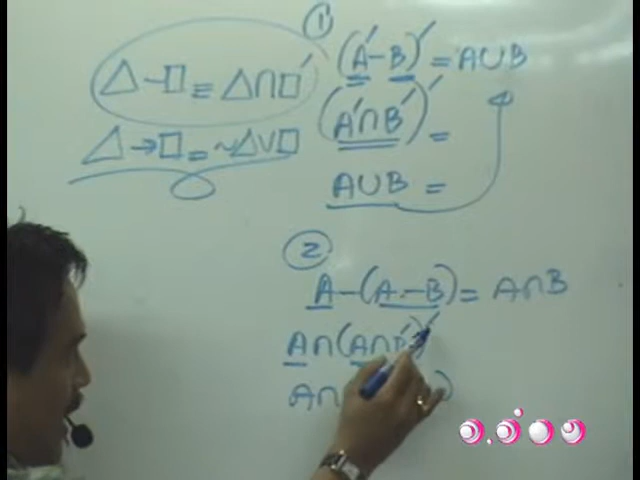 ①
△ – □ = △ ∩ □′
△ → □ = ~△ ∨ □
(A′ – B)′ = A∪B
(A′∩B′)′ =
A∪B =
②
A – (A – B) = A∩B
A∩(A∩B′)′
A∩